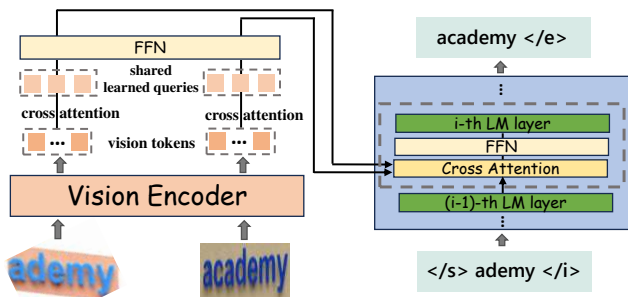 FFN
shared
learned queries
cross attention
cross attention
... vision tokens ...
Vision Encoder
ademy
academy
academy </e>
...
i-th LM layer
FFN
Cross Attention
(i-1)-th LM layer
...
</s> ademy </i>